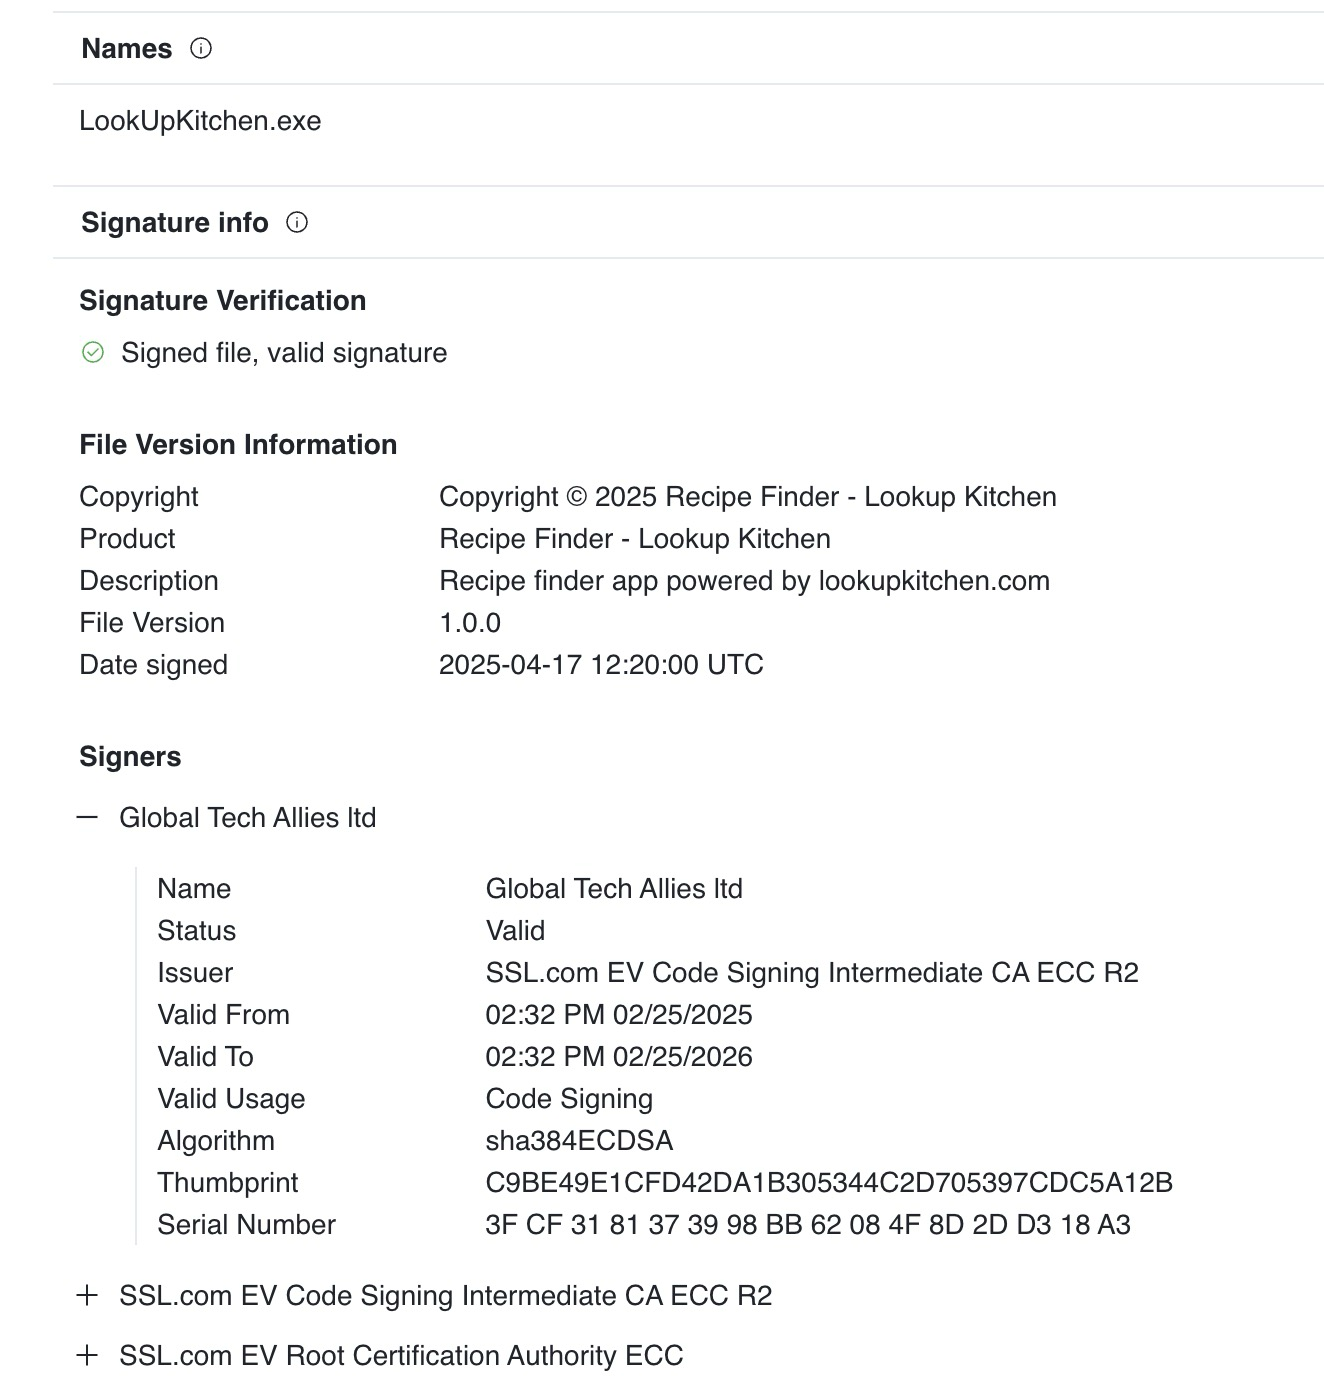 Names
LookUpKitchen.exe
Signature info
Signature Verification
Signed file, valid signature
File Version Information
Copyright Copyright © 2025 Recipe Finder - Lookup Kitchen
Product Recipe Finder - Lookup Kitchen
Description Recipe finder app powered by lookupkitchen.com
File Version 1.0.0
Date signed 2025-04-17 12:20:00 UTC
Signers
Global Tech Allies ltd
Name Global Tech Allies ltd
Status Valid
Issuer SSL.com EV Code Signing Intermediate CA ECC R2
Valid From 02:32 PM 02/25/2025
Valid To 02:32 PM 02/25/2026
Valid Usage Code Signing
Algorithm sha384ECDSA
Thumbprint C9BE49E1CFD42DA1B305344C2D705397CDC5A12B
Serial Number 3F CF 31 81 37 39 98 BB 62 08 4F 8D 2D D3 18 A3
SSL.com EV Code Signing Intermediate CA ECC R2
SSL.com EV Root Certification Authority ECC